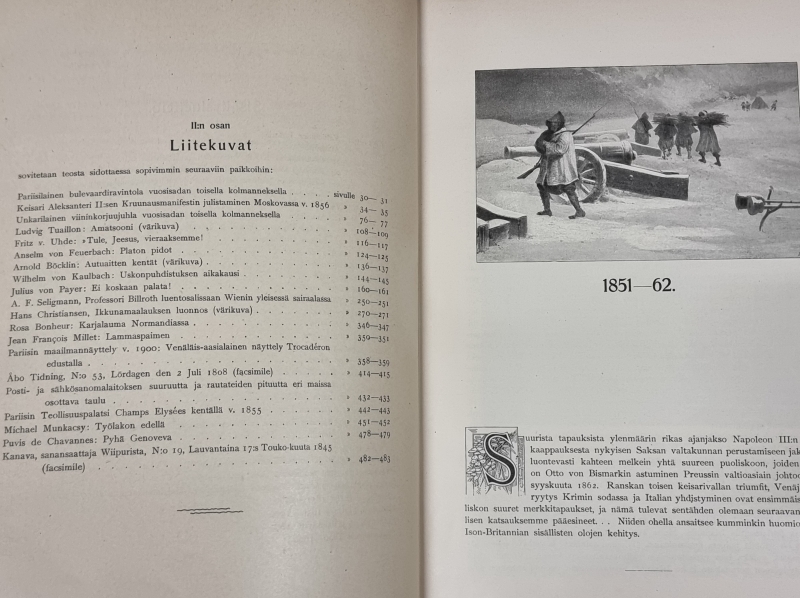 II:n osan
Liitekuvat
sovitetaan teosta sidottaessa sopivimmin seuraaviin paikkoihin:
Pariisilainen bulevaardiravintola vuosisadan toisella kolmanneksella . . . . sivulle 30—31
Keisari Aleksanteri II:sen Kruunausmanifestin julistaminen Moskovassa v. 1856 . » 34—35
Unkarilainen viininkorjuujuhla vuosisadan toisella kolmanneksella . . . . . » 76—77
Ludvig Tuaillon: Amatsooni (värikuva) . . . . . . . . . . » 108—109
Fritz v. Uhde: »Tule, Jeesus, vieraaksemme! . . . . . . . . . . » 116—117
Anselm von Feuerbach: Platon pidot . . . . . . . . . . » 124—125
Arnold Böcklin: Autuaitten kentät (värikuva) . . . . . . . . . » 136—137
Wilhelm von Kaulbach: Uskonpuhdistuksen aikakausi . . . . . . . . » 144—145
Julius von Payer: Ei koskaan palata! . . . . . . . . . . » 160—161
A. F. Seligmann, Professori Billroth luentosalissaan Wienin yleisessä sairaalassa » 250—251
Hans Christiansen, Ikkunamaalauksen luonnos (värikuva) . . . . . . . » 270—271
Rosa Bonheur: Karjalauma Normandiassa . . . . . . . . . . » 346—347
Jean François Millet: Lammaspaimen . . . . . . . . . . » 350—351
Pariisin maailmannäyttely v. 1900: Venäläis-aasialainen näyttely Trocadéron
edustalla . . . . . . . . . . » 358—359
Åbo Tidning, N:o 53, Lördagen den 2 Juli 1808 (facsimile) . . . . . . » 414—415
Posti- ja sähkösanomalaitoksen suuruutta ja rautateiden pituutta eri maissa
osottava taulu . . . . . . . . . . » 432—433
Pariisin Teollisuuspalatsi Champs Elysées kentällä v. 1855 . . . . . . » 442—443
Michael Munkacsy: Työlakon edellä . . . . . . . . . . » 451—452
Puvis de Chavannes: Pyhä Genoveva . . . . . . . . . . » 478—479
Kanava, sanansaattaja Wiipurista, N:o 19, Lauvantaina 17:s Touko-kuuta 1845
(facsimile) . . . . . . . . . . » 482—483
1851—62.
Suurista tapauksista ylenmäärin rikas ajanjakso Napoleon III:n
kaappauksesta nykyisen Saksan valtakunnan perustamiseen jak
luontevasti kahteen melkein yhtä suureen puoliskoon, joiden
on Otto von Bismarkin astuminen Preussin valtioasiain johtoo
syyskuuta 1862. Ranskan toisen keisarivallan triumfit, Venäj
ryytys Krimin sodassa ja Italian yhdistyminen ovat ensimmäis
liskon suuret merkkitapaukset, ja nämä tulevat sentähden olemaan seuraavan
lisen katsauksemme pääesineet. . . Niiden ohella ansaitsee kumminkin huomio
Ison-Britannian sisällisten olojen kehitys.